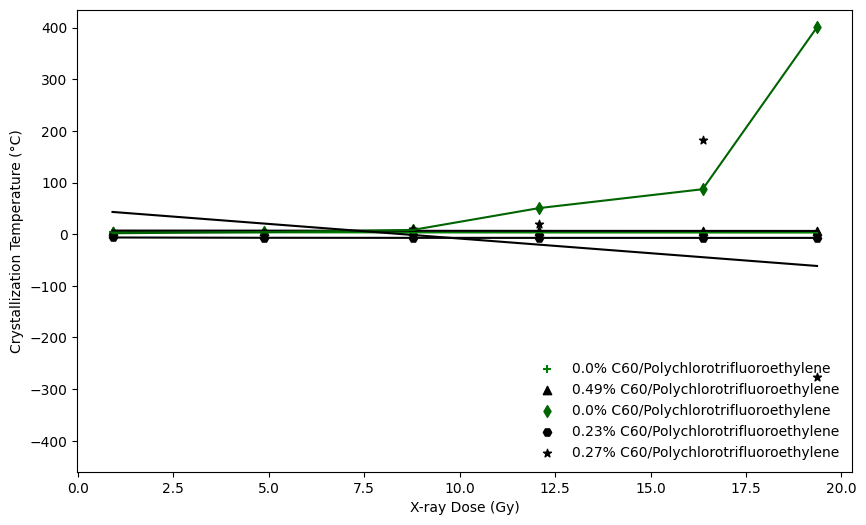 400
300
200
100
0
−100
−200
−300
−400
Crystallization Temperature (°C)
0.0% C60/Polychlorotrifluoroethylene
0.49% C60/Polychlorotrifluoroethylene
0.0% C60/Polychlorotrifluoroethylene
0.23% C60/Polychlorotrifluoroethylene
0.27% C60/Polychlorotrifluoroethylene
0.0 2.5 5.0 7.5 10.0 12.5 15.0 17.5 20.0
X-ray Dose (Gy)